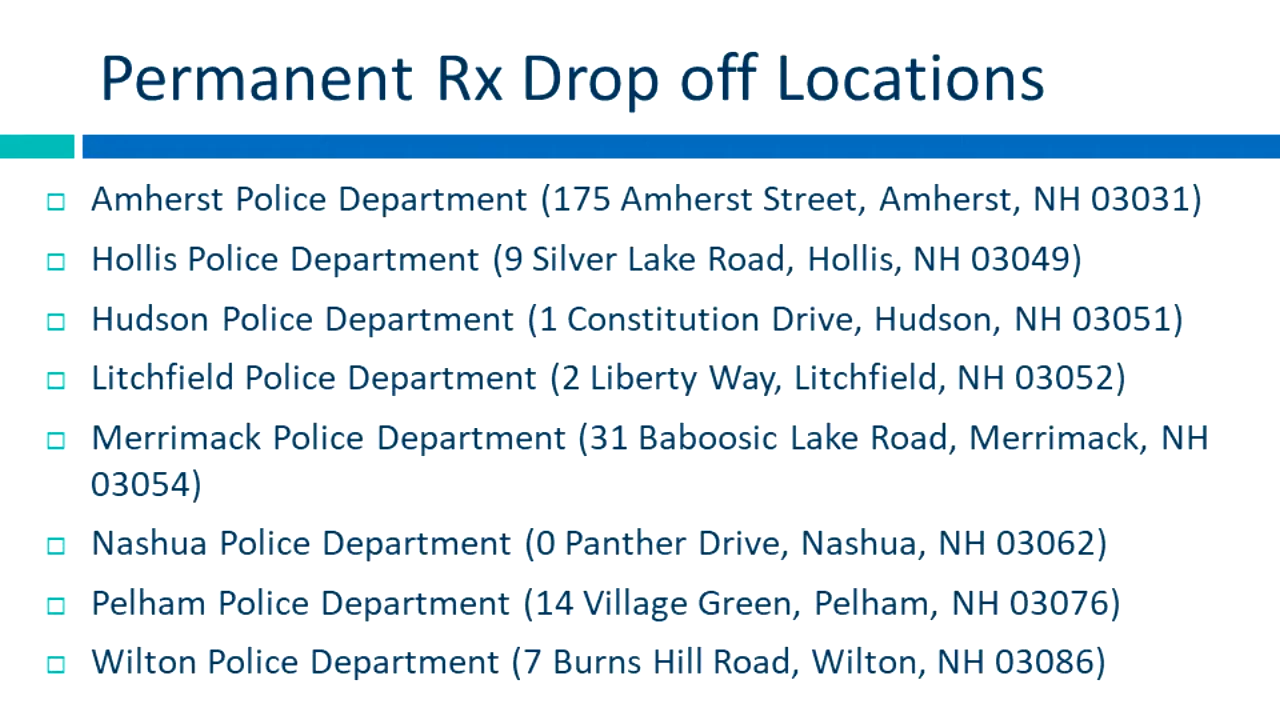 Permanent Rx Drop off Locations
Amherst Police Department (175 Amherst Street, Amherst, NH 03031)
Hollis Police Department (9 Silver Lake Road, Hollis, NH 03049)
Hudson Police Department (1 Constitution Drive, Hudson, NH 03051)
Litchfield Police Department (2 Liberty Way, Litchfield, NH 03052)
Merrimack Police Department (31 Baboosic Lake Road, Merrimack, NH
03054)
Nashua Police Department (0 Panther Drive, Nashua, NH 03062)
Pelham Police Department (14 Village Green, Pelham, NH 03076)
Wilton Police Department (7 Burns Hill Road, Wilton, NH 03086)